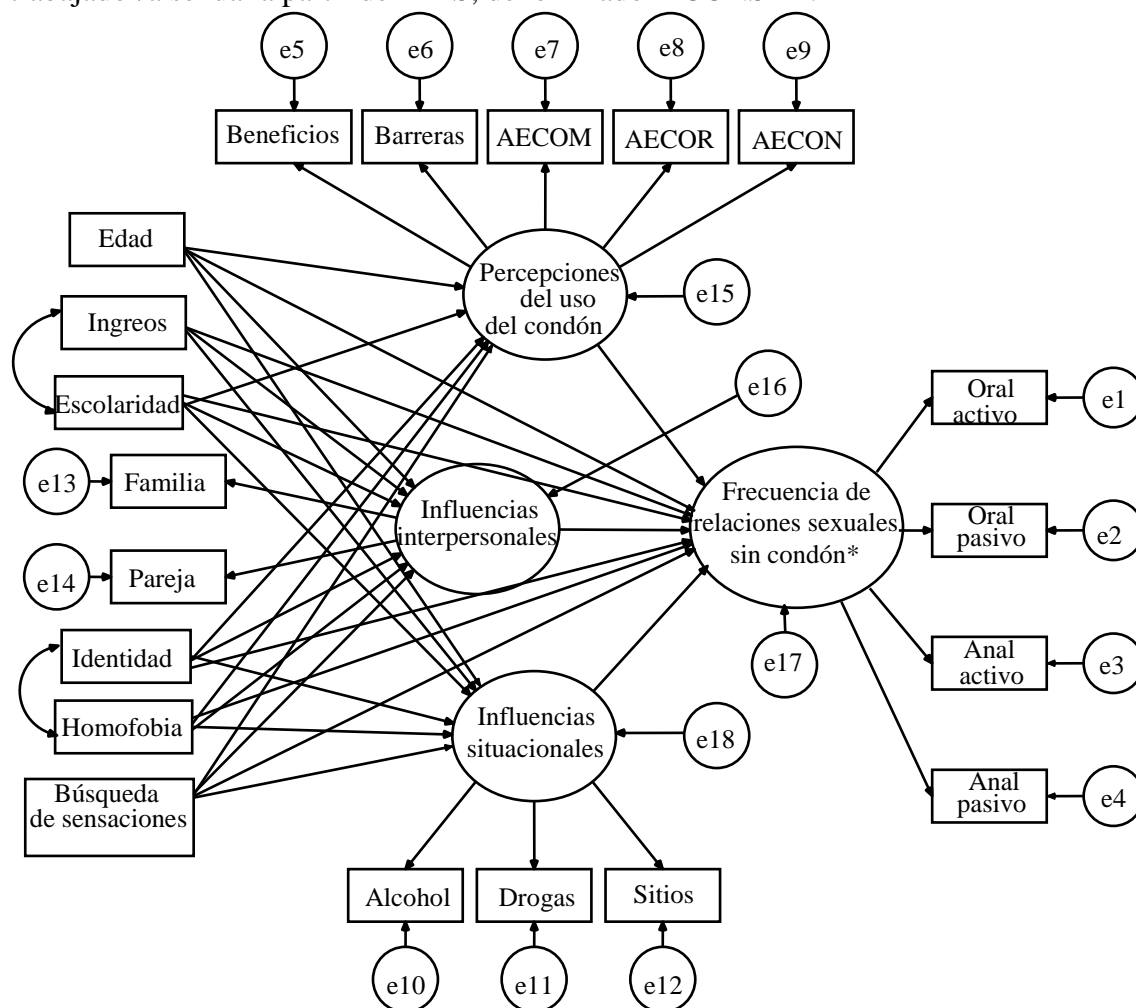 e5
e6
e7
e8
e9
Beneficios
Barreras
AECOM
AECOR
AECON
Edad
Ingreos
Escolaridad
Percepciones
del uso
del condón
e15
e16
e13
Familia
e14
Pareja
Influencias
interpersonales
Frecuencia de
relaciones sexuales
sin condón*
e17
Oral
activo
e1
Oral
pasivo
e2
Anal
activo
e3
Anal
pasivo
e4
Identidad
Homofobia
Búsqueda
de sensaciones
Influencias
situacionales
e18
Alcohol
Drogas
Sitios
e10
e11
e12